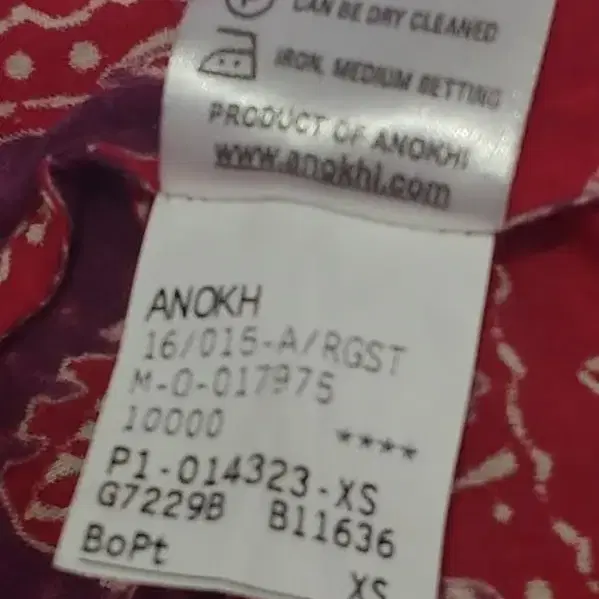 CAN BE DRY CLEANED
IRON, MEDIUM SETTING
PRODUCT OF ANOKHI
www.anokhi.com
ANOKH
16/015-A/RGST
M-O-017975
10000 ****
P1-014323-XS
G7229B B11636
BoPt
XS